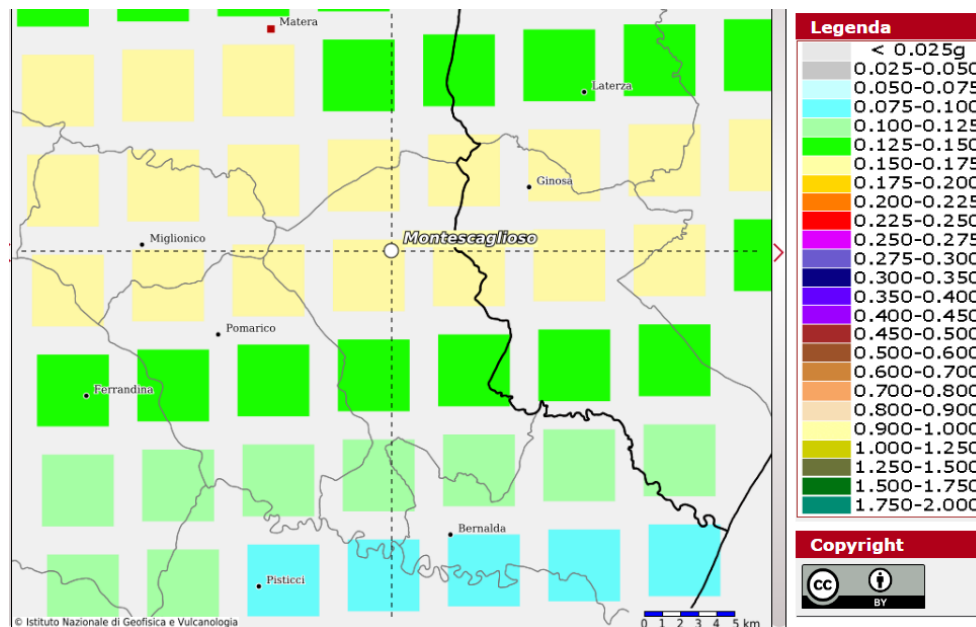 Matera
Laterza
Ginosa
Montescaglioso
Miglionico
Pomarico
Ferrandina
Bernalda
Pisticci
© Istituto Nazionale di Geofisica e Vulcanologia
0 1 2 3 4 5 km
Legenda
< 0.025g
0.025-0.050
0.050-0.075
0.075-0.100
0.100-0.125
0.125-0.150
0.150-0.175
0.175-0.200
0.200-0.225
0.225-0.250
0.250-0.275
0.275-0.300
0.300-0.350
0.350-0.400
0.400-0.450
0.450-0.500
0.500-0.600
0.600-0.700
0.700-0.800
0.800-0.900
0.900-1.000
1.000-1.250
1.250-1.500
1.500-1.750
1.750-2.000
Copyright
cc
BY